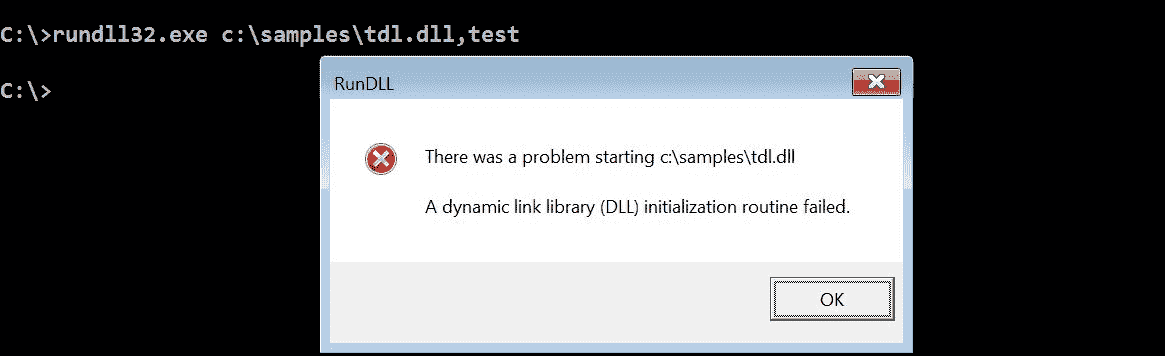 C:\>rundll32.exe c:\samples\tdl.dll,test
C:\>
RunDLL
There was a problem starting c:\samples\tdl.dll
A dynamic link library (DLL) initialization routine failed.
OK